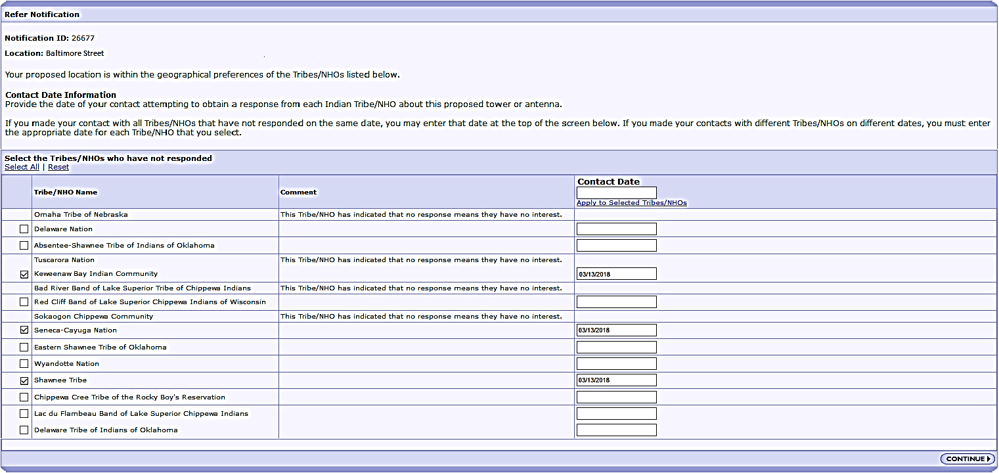 Refer Notification
Notification ID: 26677
Location: Baltimore Street
Your proposed location is within the geographical preferences of the Tribes/NHOs listed below.
Contact Date Information
Provide the date of your contact attempting to obtain a response from each Indian Tribe/NHO about this proposed tower or antenna.
If you made your contact with all Tribes/NHOs that have not responded on the same date, you may enter that date at the top of the screen below. If you made your contacts with different Tribes/NHOs on different dates, you must enter
the appropriate date for each Tribe/NHO that you select.
Select the Tribes/NHOs who have not responded
Select All | Reset
Tribe/NHO Name Comment Contact Date
Apply to Selected Tribes/NHOs
Omaha Tribe of Nebraska This Tribe/NHO has indicated that no response means they have no interest.
Delaware Nation
Absentee-Shawnee Tribe of Indians of Oklahoma
Tuscarora Nation This Tribe/NHO has indicated that no response means they have no interest.
Keweenaw Bay Indian Community 03/13/2018
Bad River Band of Lake Superior Tribe of Chippewa Indians This Tribe/NHO has indicated that no response means they have no interest.
Red Cliff Band of Lake Superior Chippewa Indians of Wisconsin
Sokaogon Chippewa Community This Tribe/NHO has indicated that no response means they have no interest.
Seneca-Cayuga Nation 03/13/2018
Eastern Shawnee Tribe of Oklahoma
Wyandotte Nation
Shawnee Tribe 03/13/2018
Chippewa Cree Tribe of the Rocky Boy's Reservation
Lac du Flambeau Band of Lake Superior Chippewa Indians
Delaware Tribe of Indians of Oklahoma
CONTINUE